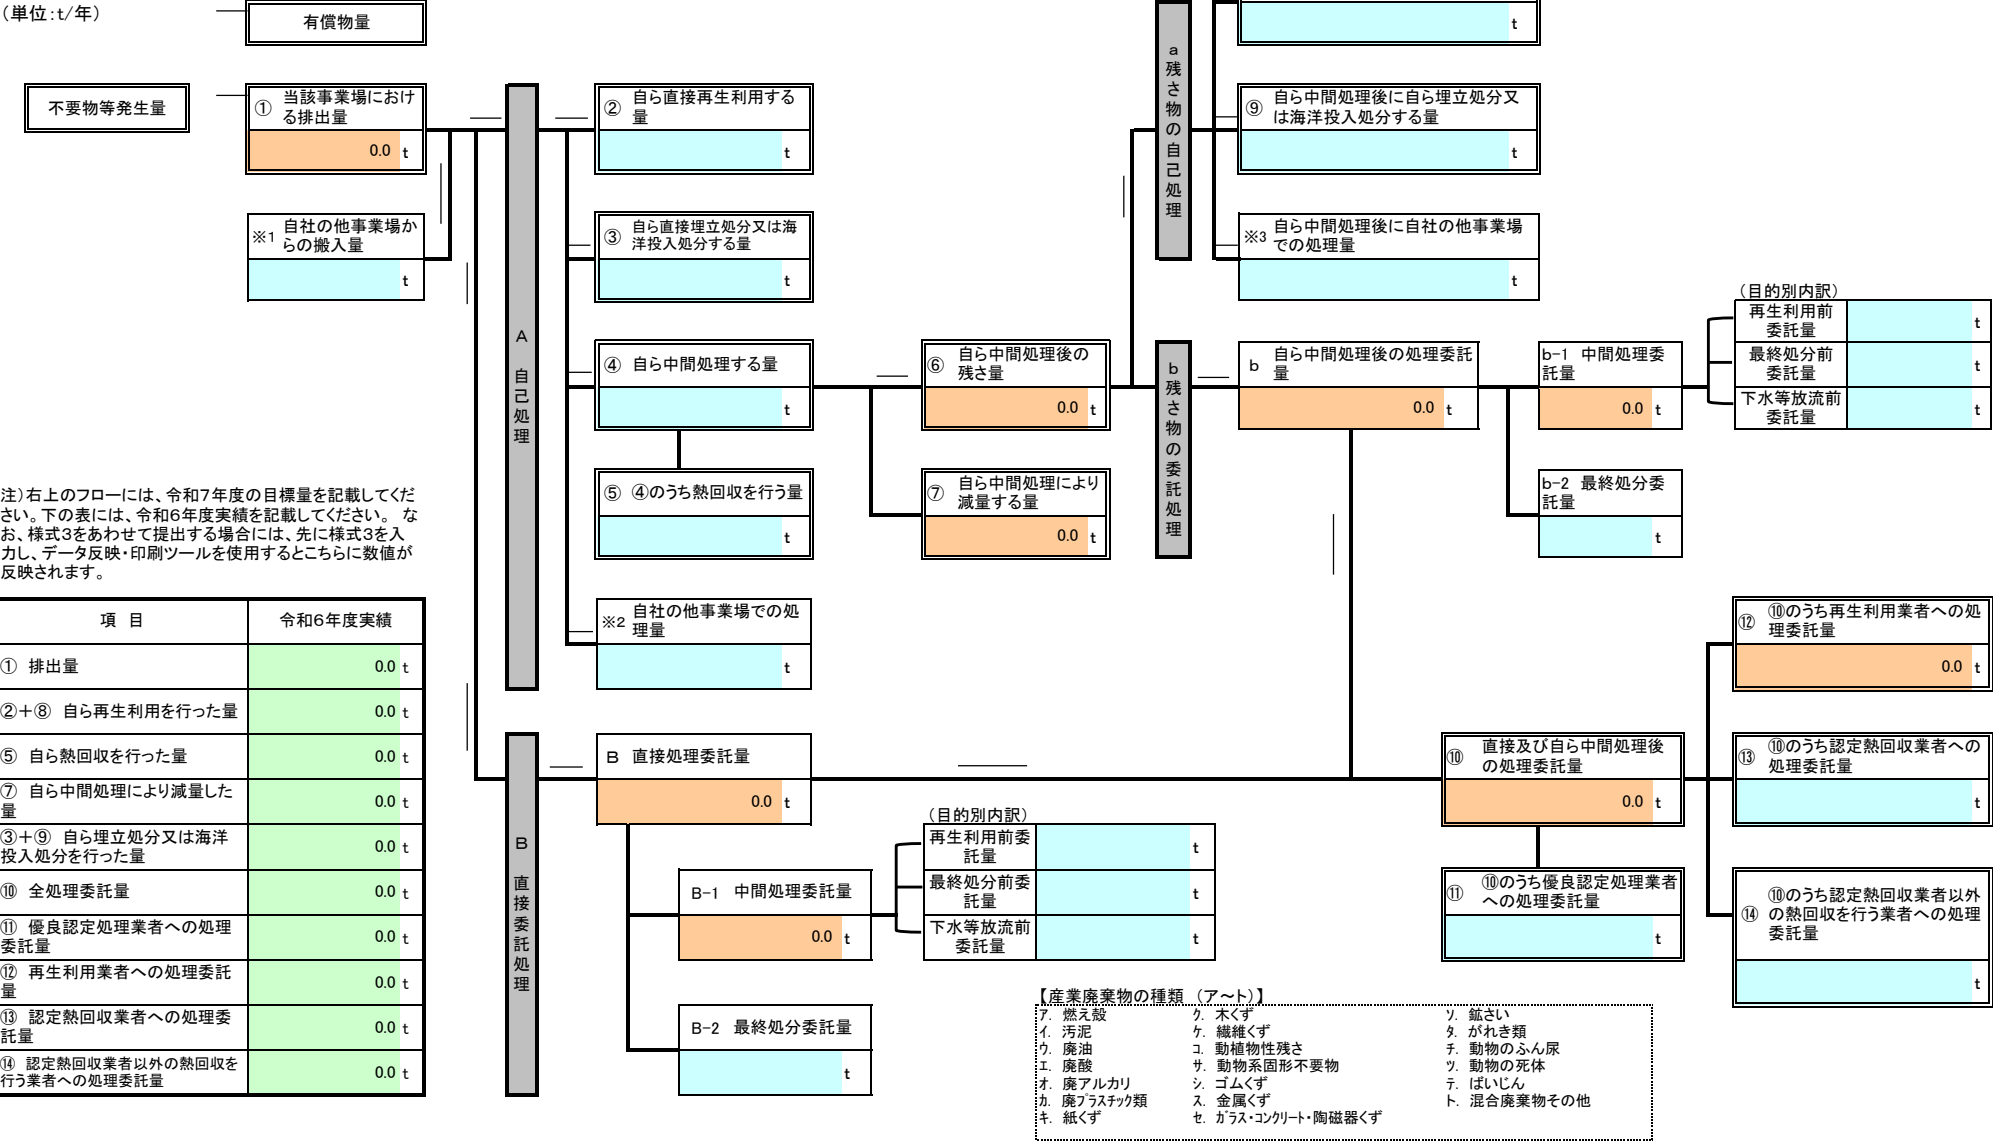 （単位:t/年）
有償物量
t
不要物等発生量
① 当該事業場におけ
る排出量
0.0 t
※1 自社の他事業場か
らの搬入量
t
A 自己処理
② 自ら直接再生利用する
量
t
③ 自ら直接埋立処分又は海
洋投入処分する量
t
④ 自ら中間処理する量
t
⑤ ④のうち熱回収を行う量
t
※2 自社の他事業場での処
理量
t
⑥ 自ら中間処理後の
残さ量
0.0 t
⑦ 自ら中間処理により
減量する量
0.0 t
a 残さ物の自己処理
⑨ 自ら中間処理後に自ら埋立処分又
は海洋投入処分する量
t
※3 自ら中間処理後に自社の他事業場
での処理量
t
b 残さ物の委託処理
b 自ら中間処理後の処理委託
量
0.0 t
b-1 中間処理委
託量
0.0 t
b-2 最終処分委
託量
t
（目的別内訳）
再生利用前
委託量
t
最終処分前
委託量
t
下水等放流前
委託量
t
注）右上のフローには、令和７年度の目標量を記載してくだ
さい。下の表には、令和６年度実績を記載してください。 な
お、様式３をあわせて提出する場合には、先に様式３を入
力し、データ反映・印刷ツールを使用するとこちらに数値が
反映されます。
項 目 令和６年度実績
① 排出量 0.0 t
②＋⑧ 自ら再生利用を行った量 0.0 t
⑤ 自ら熱回収を行った量 0.0 t
⑦ 自ら中間処理により減量した
量 0.0 t
③＋⑨ 自ら埋立処分又は海洋
投入処分を行った量 0.0 t
⑩ 全処理委託量 0.0 t
⑪ 優良認定処理業者への処理
委託量 0.0 t
⑫ 再生利用業者への処理委託
量 0.0 t
⑬ 認定熱回収業者への処理委
託量 0.0 t
⑭ 認定熱回収業者以外の熱回収を
行う業者への処理委託量 0.0 t
B 直接委託処理
B 直接処理委託量
0.0 t
B-1 中間処理委託量
0.0 t
B-2 最終処分委託量
t
（目的別内訳）
再生利用前委
託量
t
最終処分前委
託量
t
下水等放流前
委託量
t
⑩ 直接及び自ら中間処理後
の処理委託量
0.0 t
⑪ ⑩のうち優良認定処理業者
への処理委託量
t
⑫ ⑩のうち再生利用業者への処
理委託量
0.0 t
⑬ ⑩のうち認定熱回収業者への
処理委託量
t
⑭ ⑩のうち認定熱回収業者以外
の熱回収を行う業者への処理
委託量
t
【産業廃棄物の種類 （ア～ト）】
ア. 燃え殻
イ. 汚泥
ウ. 廃油
エ. 廃酸
オ. 廃アルカリ
カ. 廃プラスチック類
キ. 紙くず
ク. 木くず
ケ. 繊維くず
コ. 動植物性残さ
サ. 動物系固形不要物
シ. ゴムくず
ス. 金属くず
セ. ガラス・コンクリート・陶磁器くず
ソ. 鉱さい
タ. がれき類
チ. 動物のふん尿
ツ. 動物の死体
テ. ばいじん
ト. 混合廃棄物その他